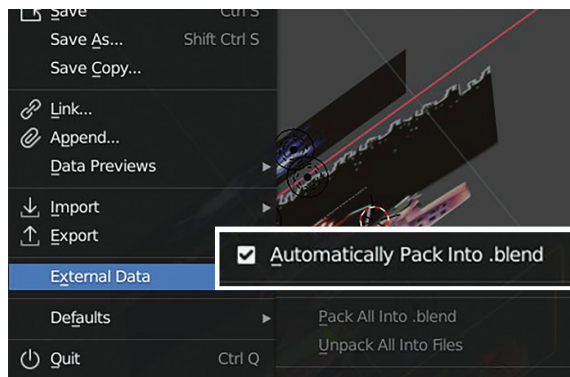 Save Ctrl S
Save As... Shift Ctrl S
Save Copy...
Link...
Append...
Data Previews
Import
Export
External Data
Automatically Pack Into .blend
Defaults
Pack All Into .blend
Unpack All Into Files
Quit Ctrl Q